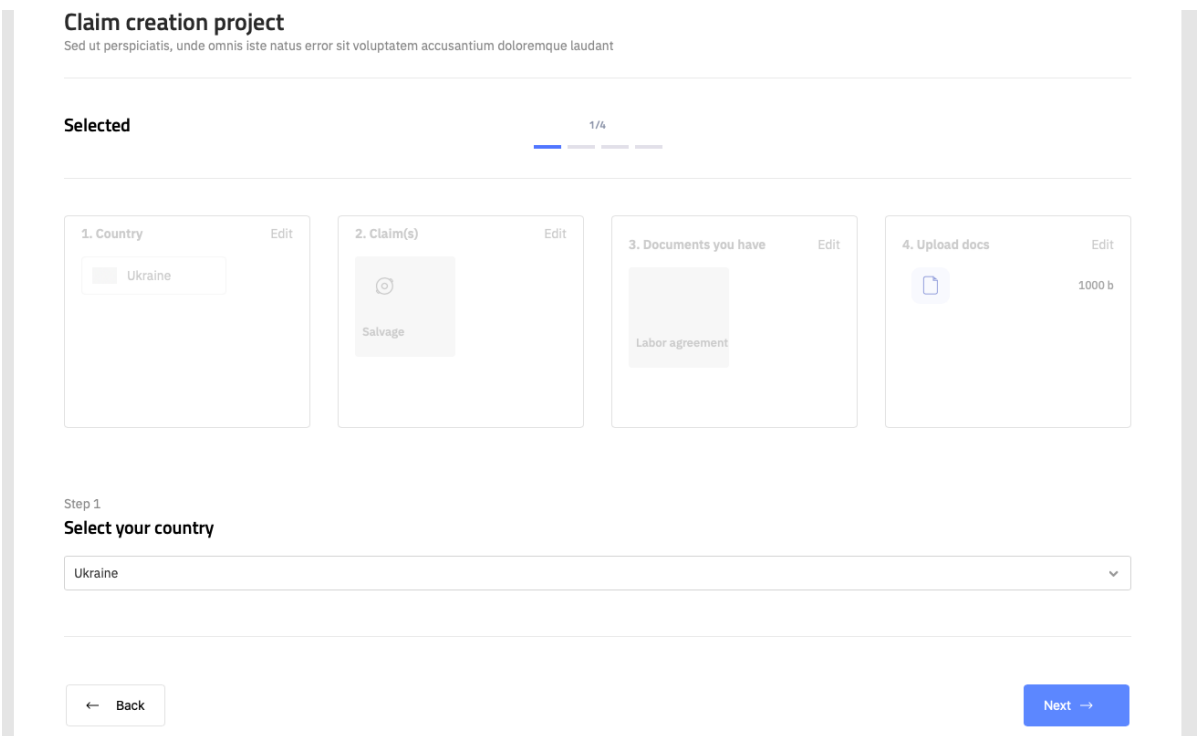 Claim creation project
Sed ut perspiciatis, unde omnis iste natus error sit voluptatem accusantium doloremque laudant
Selected
1/4
1. Country Edit
Ukraine
2. Claim(s) Edit
Salvage
3. Documents you have Edit
Labor agreement
4. Upload docs Edit
1000 b
Step 1
Select your country
Ukraine
← Back
Next →